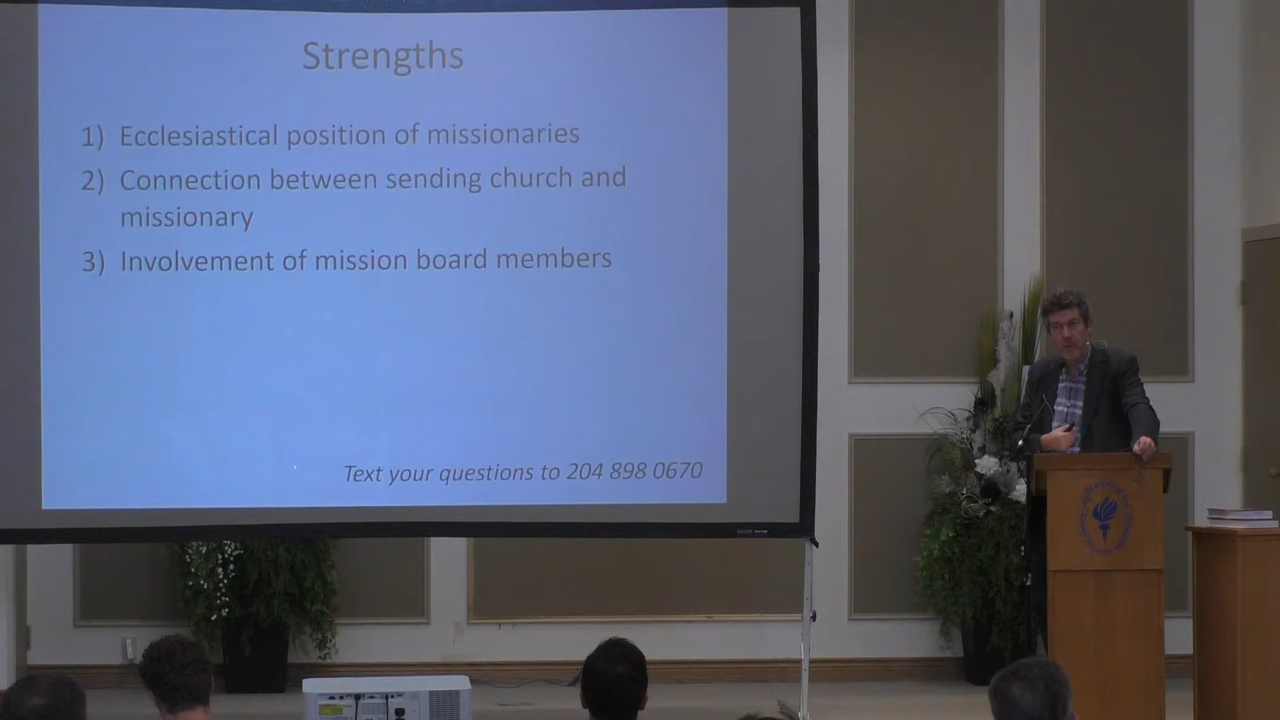 Strengths
1) Ecclesiastical position of missionaries
2) Connection between sending church and
missionary
3) Involvement of mission board members
Text your questions to 204 898 0670